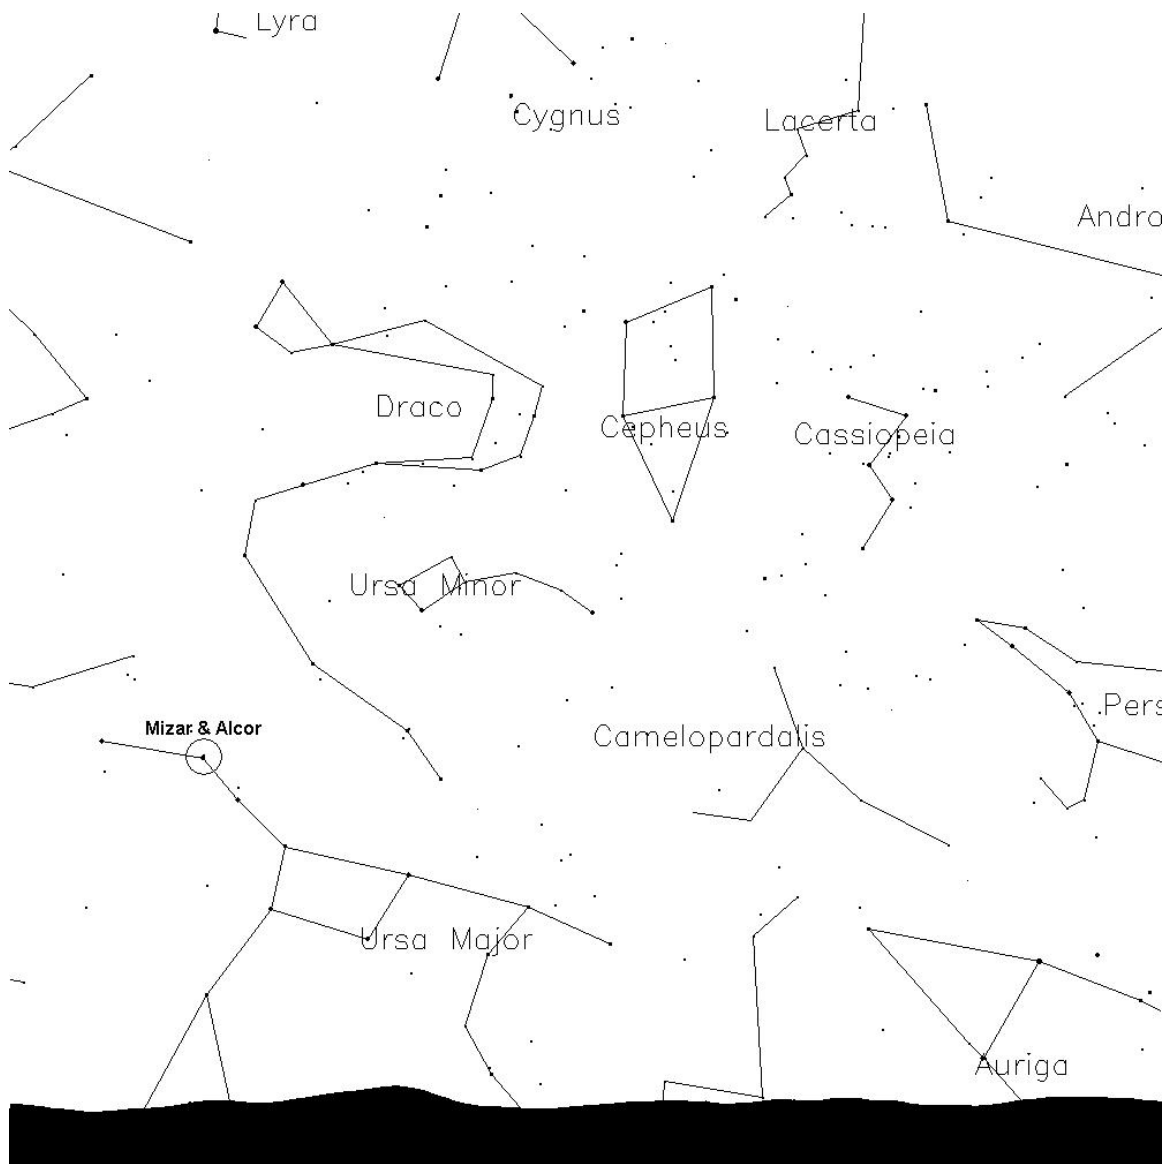 Lyra
Cygnus
Lacerta
Andro
Draco
Cepheus
Cassiopeia
Ursa Minor
Pers
Mizar & Alcor
Camelopardalis
Ursa Major
Auriga